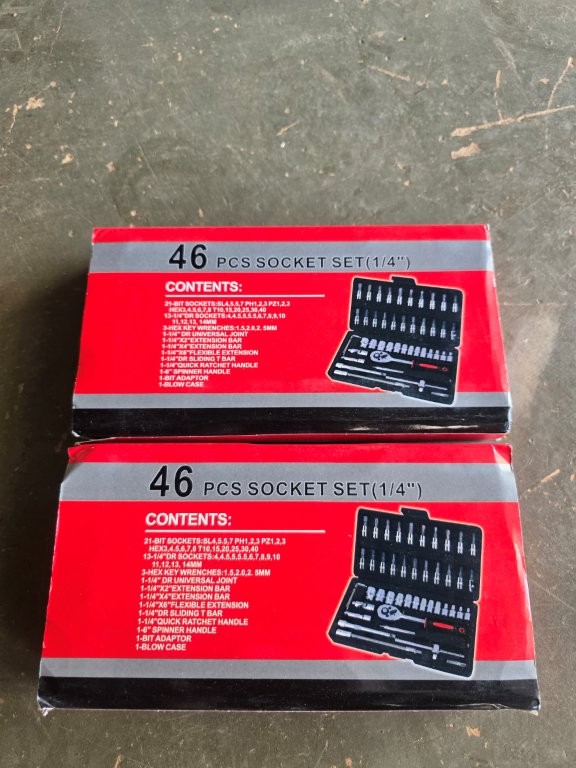 46 PCS SOCKET SET(1/4")
CONTENTS:
21-BIT SOCKETS:SL4,5.5,7 PH1,2,3 PZ1,2,3
HEX3,4,5,6,7,8 T10,15,20,25,30,40
13-1/4"DR SOCKETS:4,4.5,5,5.5,6,7,8,9,10
11,12,13, 14MM
3-HEX KEY WRENCHES:1.5,2.0,2. 5MM
1-1/4" DR UNIVERSAL JOINT
1-1/4"X2"EXTENSION BAR
1-1/4"X4"EXTENSION BAR
1-1/4"X6"FLEXIBLE EXTENSION
1-1/4"DR SLIDING T BAR
1-1/4"QUICK RATCHET HANDLE
1-6" SPINNER HANDLE
1-BIT ADAPTOR
1-BLOW CASE
46 PCS SOCKET SET(1/4")
CONTENTS:
21-BIT SOCKETS:SL4,5.5,7 PH1,2,3 PZ1,2,3
HEX3,4,5,6,7,8 T10,15,20,25,30,40
13-1/4"DR SOCKETS:4,4.5,5,5.5,6,7,8,9,10
11,12,13, 14MM
3-HEX KEY WRENCHES:1.5,2.0,2. 5MM
1-1/4" DR UNIVERSAL JOINT
1-1/4"X2"EXTENSION BAR
1-1/4"X4"EXTENSION BAR
1-1/4"X6"FLEXIBLE EXTENSION
1-1/4"DR SLIDING T BAR
1-1/4"QUICK RATCHET HANDLE
1-6" SPINNER HANDLE
1-BIT ADAPTOR
1-BLOW CASE